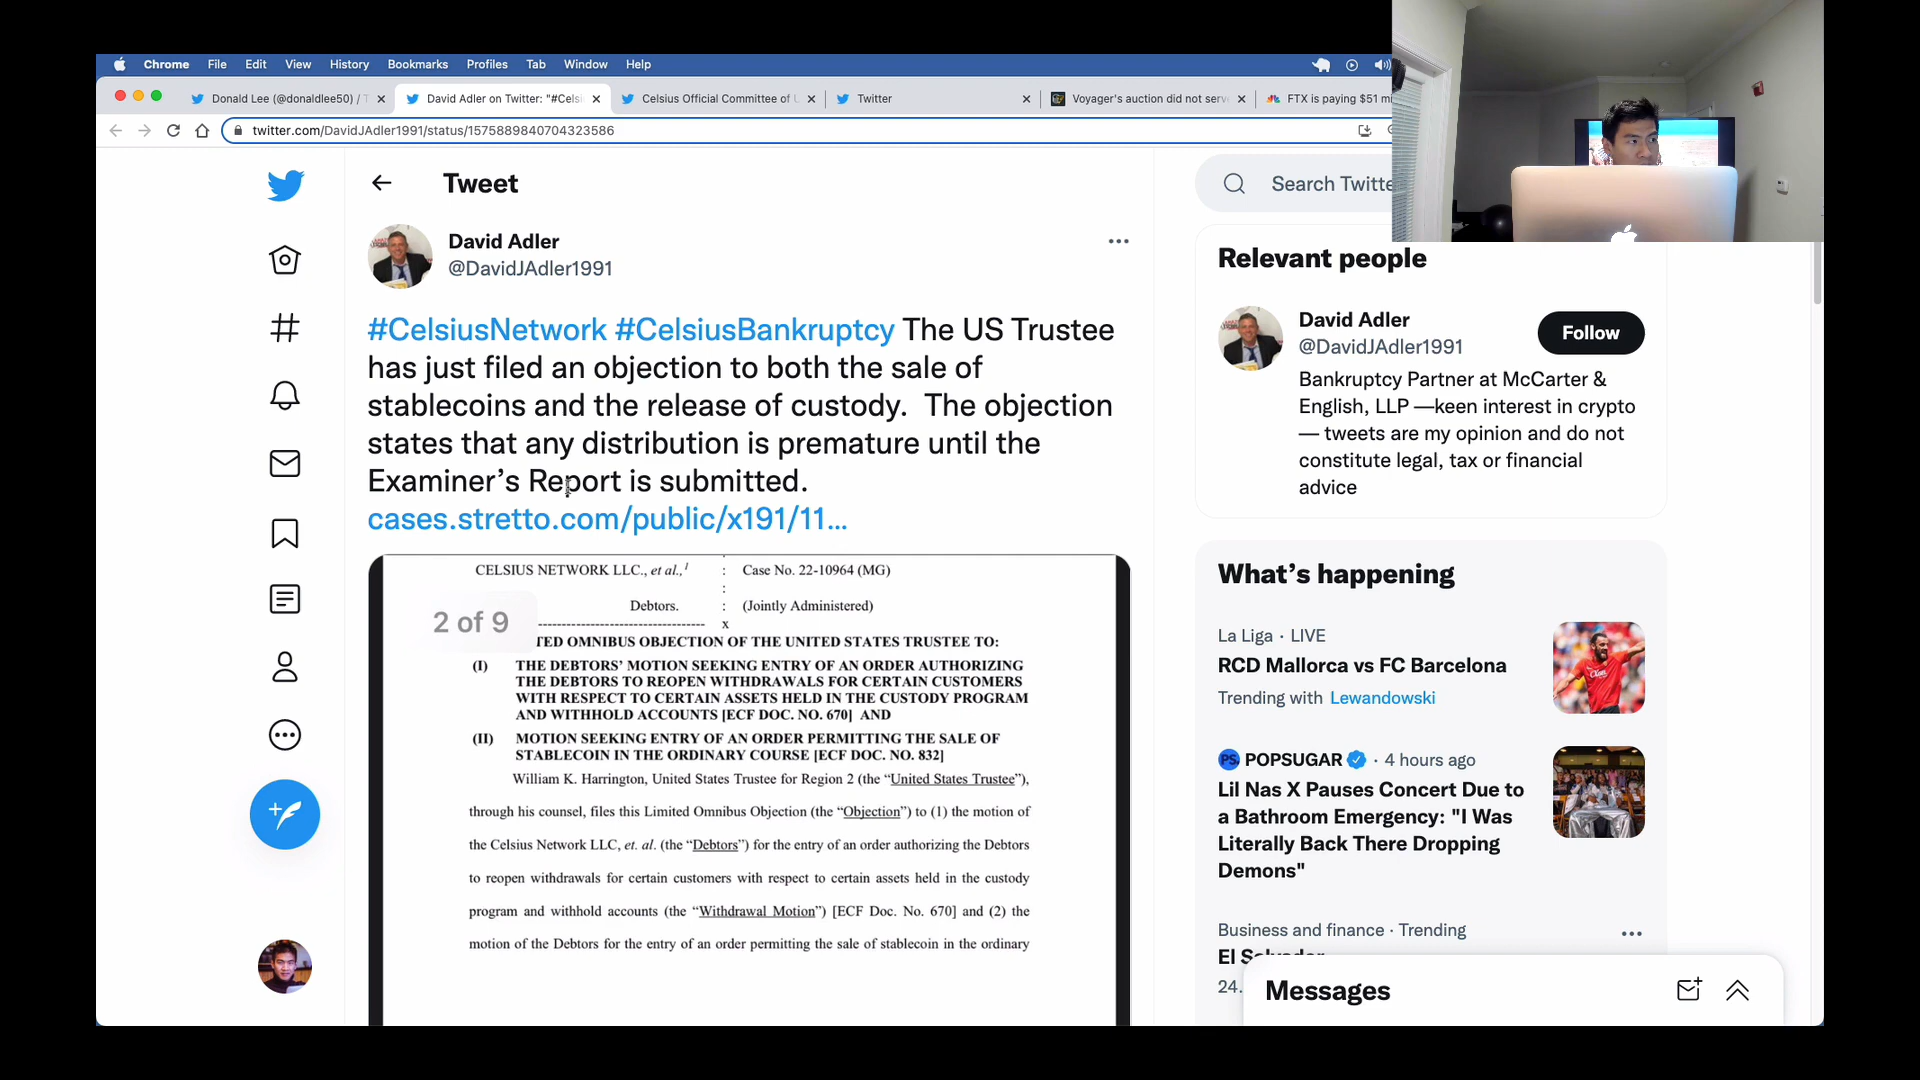 Chrome File Edit View History Bookmarks Profiles Tab Window Help
Donald Lee (@donaldlee50) / T
David Adler on Twitter: "#Celsi
Celsius Official Committee of U
Twitter
Voyager's auction did not serv
FTX is paying $51 mi
twitter.com/DavidJAdler1991/status/1575889840704323586
Tweet
Search Twitte
David Adler
@DavidJAdler1991
#CelsiusNetwork #CelsiusBankruptcy The US Trustee
has just filed an objection to both the sale of
stablecoins and the release of custody. The objection
states that any distribution is premature until the
Examiner's Report is submitted.
cases.stretto.com/public/x191/11...
CELSIUS NETWORK LLC., et al.,1 : Case No. 22-10964 (MG)
:
Debtors. : (Jointly Administered)
----------------------------------- x
2 of 9
TED OMNIBUS OBJECTION OF THE UNITED STATES TRUSTEE TO:
(I) THE DEBTORS' MOTION SEEKING ENTRY OF AN ORDER AUTHORIZING
THE DEBTORS TO REOPEN WITHDRAWALS FOR CERTAIN CUSTOMERS
WITH RESPECT TO CERTAIN ASSETS HELD IN THE CUSTODY PROGRAM
AND WITHHOLD ACCOUNTS [ECF DOC. NO. 670] AND
(II) MOTION SEEKING ENTRY OF AN ORDER PERMITTING THE SALE OF
STABLECOIN IN THE ORDINARY COURSE [ECF DOC. NO. 832]
William K. Harrington, United States Trustee for Region 2 (the "United States Trustee"),
through his counsel, files this Limited Omnibus Objection (the "Objection") to (1) the motion of
the Celsius Network LLC, et. al. (the "Debtors") for the entry of an order authorizing the Debtors
to reopen withdrawals for certain customers with respect to certain assets held in the custody
program and withhold accounts (the "Withdrawal Motion") [ECF Doc. No. 670] and (2) the
motion of the Debtors for the entry of an order permitting the sale of stablecoin in the ordinary
Relevant people
David Adler
@DavidJAdler1991
Follow
Bankruptcy Partner at McCarter &
English, LLP —keen interest in crypto
— tweets are my opinion and do not
constitute legal, tax or financial
advice
What's happening
La Liga · LIVE
RCD Mallorca vs FC Barcelona
Trending with Lewandowski
PS. POPSUGAR · 4 hours ago
Lil Nas X Pauses Concert Due to
a Bathroom Emergency: "I Was
Literally Back There Dropping
Demons"
Business and finance · Trending
24.
Messages